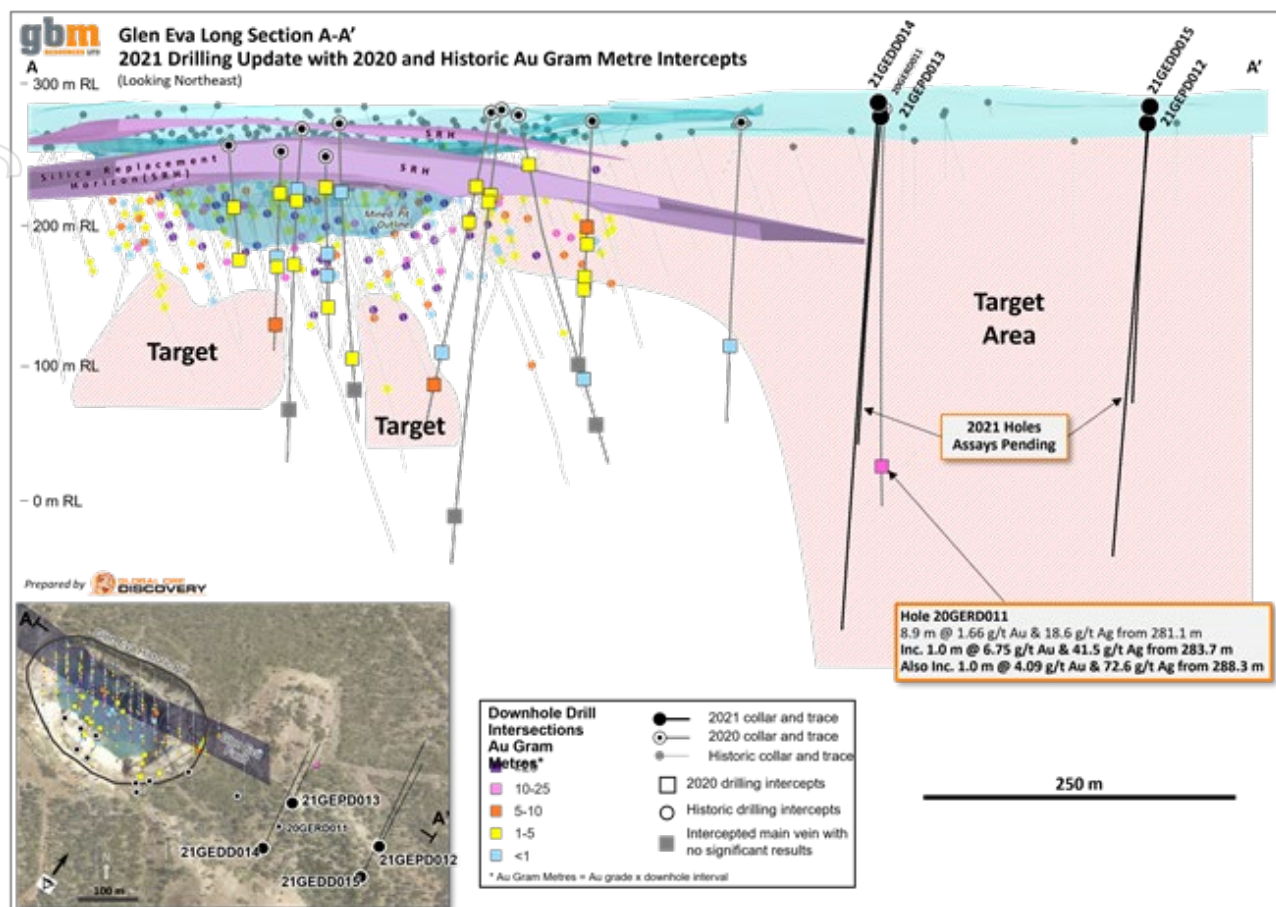 gbm
RESOURCES LTD
Glen Eva Long Section A-A’
2021 Drilling Update with 2020 and Historic Au Gram Metre Intercepts
(Looking Northeast)
A
A’
300 m RL
200 m RL
100 m RL
0 m RL
21GEDD014
20GERD011
21GEPD013
21GEDD015
21GEPD012
SRH
Silica Replacement
Horizon(SRH)
SRH
Mined Pit
Outline
Target
Target
Target
Area
2021 Holes
Assays Pending
Hole 20GERD011
8.9 m @ 1.66 g/t Au & 18.6 g/t Ag from 281.1 m
Inc. 1.0 m @ 6.75 g/t Au & 41.5 g/t Ag from 283.7 m
Also Inc. 1.0 m @ 4.09 g/t Au & 72.6 g/t Ag from 288.3 m
Prepared by
GLOBAL ORE
DISCOVERY
A
A'
21GEPD013
20GERD011
21GEDD014
21GEPD012
21GEDD015
N
100 m
Downhole Drill
Intersections
Au Gram
Metres*
10-25
5-10
1-5
<1
2021 collar and trace
2020 collar and trace
Historic collar and trace
2020 drilling intercepts
Historic drilling intercepts
Intercepted main vein with
no significant results
* Au Gram Metres = Au grade x downhole interval
250 m